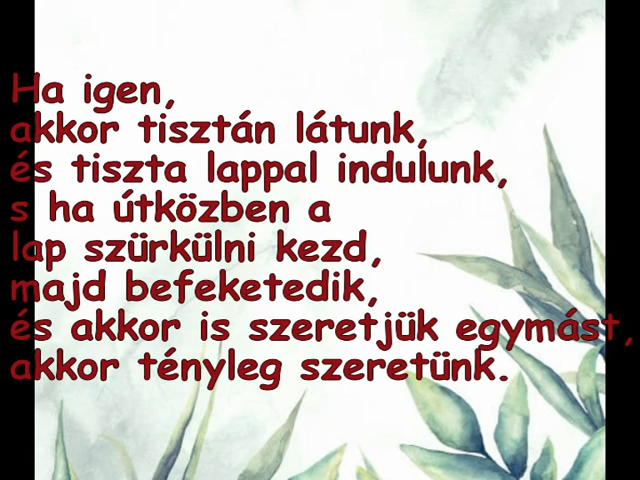 Ha igen,
akkor tisztán látunk,
és tiszta lappal indulunk,
s ha útközben a
lap szürkülni kezd,
majd befeketedik,
és akkor is szeretjük egymást,
akkor tényleg szeretünk.